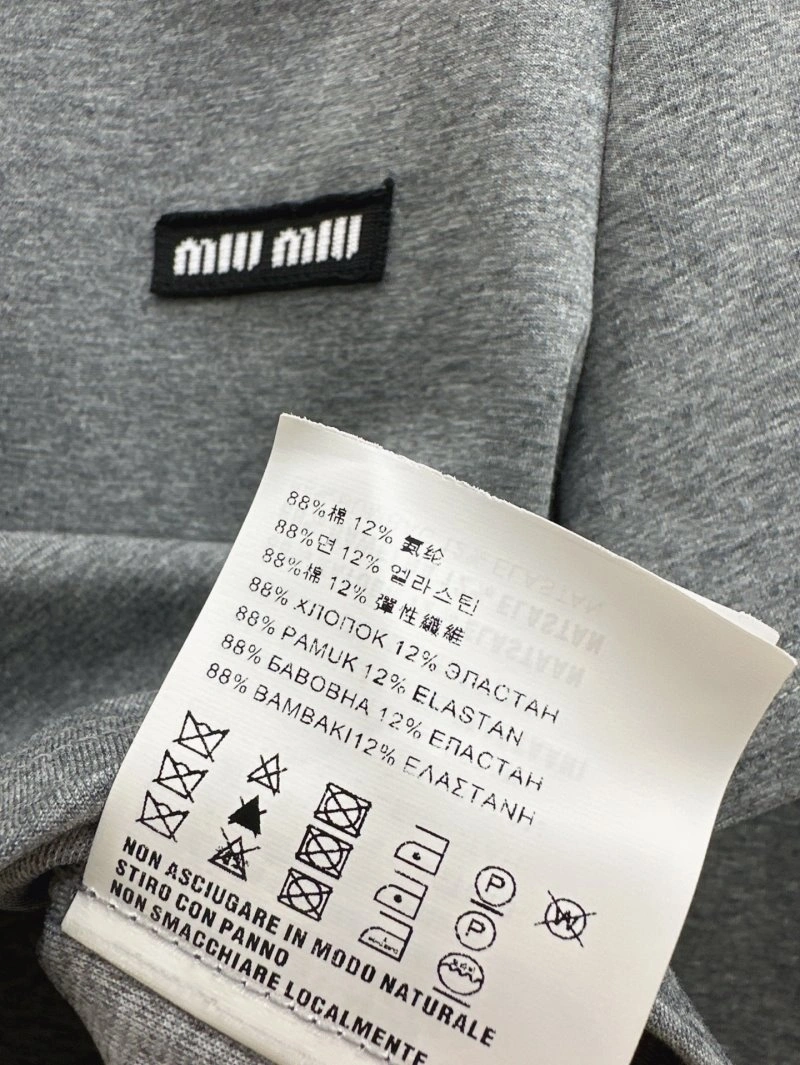 miu miu
88%棉 12% 氨纶
88%면 12% 엘라스틴
88%棉 12% 彈性纖維
88% ХЛОПОК 12% ЭЛАСТАН
88% PAMUK 12% ELASTAN
88% БАВОВНА 12% ЕПАСТАН
88% BAMBAKI12% ΕΛΑΣΤΑΝΗ
P
W
P
NON ASCIUGARE IN MODO NATURALE
STIRO CON PANNO
NON SMACCHIARE LOCALMENTE